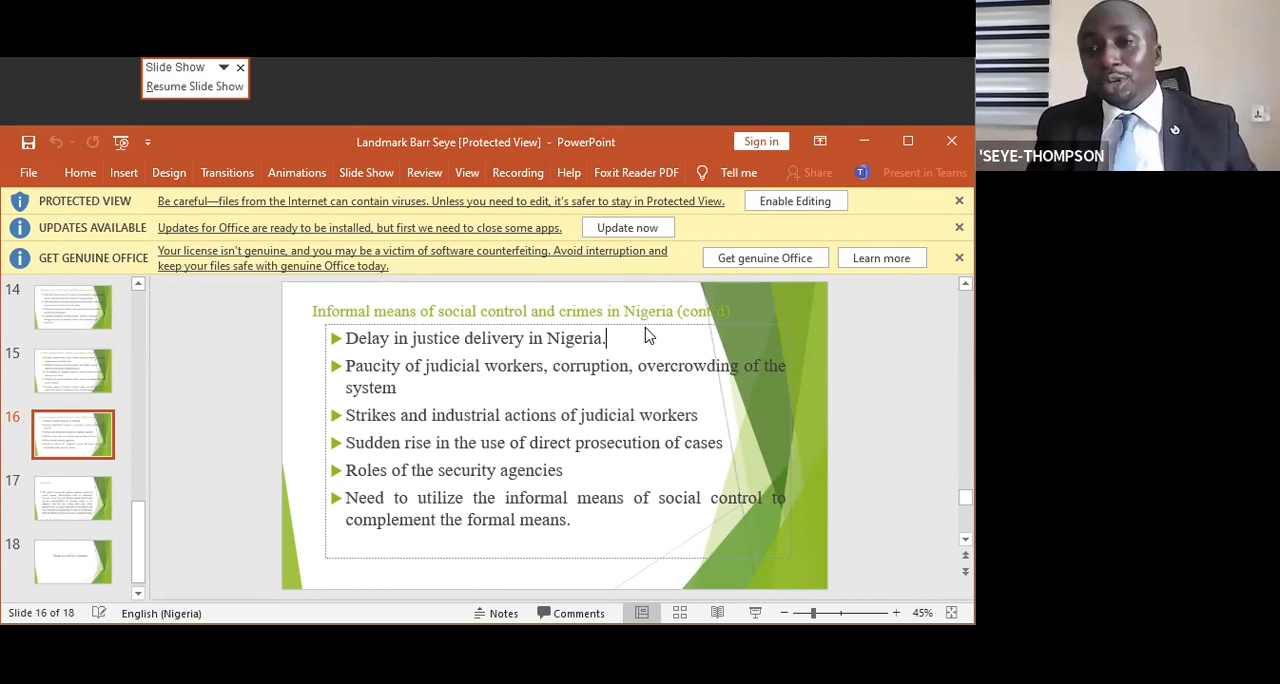 Slide Show
Resume Slide Show
Landmark Barr Seye [Protected View] - PowerPoint
Sign in
File Home Insert Design Transitions Animations Slide Show Review View Recording Help Foxit Reader PDF Tell me Share Present in Teams
PROTECTED VIEW Be careful—files from the Internet can contain viruses. Unless you need to edit, it's safer to stay in Protected View. Enable Editing
UPDATES AVAILABLE Updates for Office are ready to be installed, but first we need to close some apps. Update now
GET GENUINE OFFICE Your license isn't genuine, and you may be a victim of software counterfeiting. Avoid interruption and
keep your files safe with genuine Office today. Get genuine Office Learn more
14
15
16
17
18
Informal means of social control and crimes in Nigeria (cont'd)
Delay in justice delivery in Nigeria.
Paucity of judicial workers, corruption, overcrowding of the
system
Strikes and industrial actions of judicial workers
Sudden rise in the rate of direct prosecution of cases
Roles of the security agencies
Need to utilize the informal means of social control to
complement the formal means.
Slide 16 of 18 English (Nigeria) Notes Comments 45%
'SEYE-THOMPSON